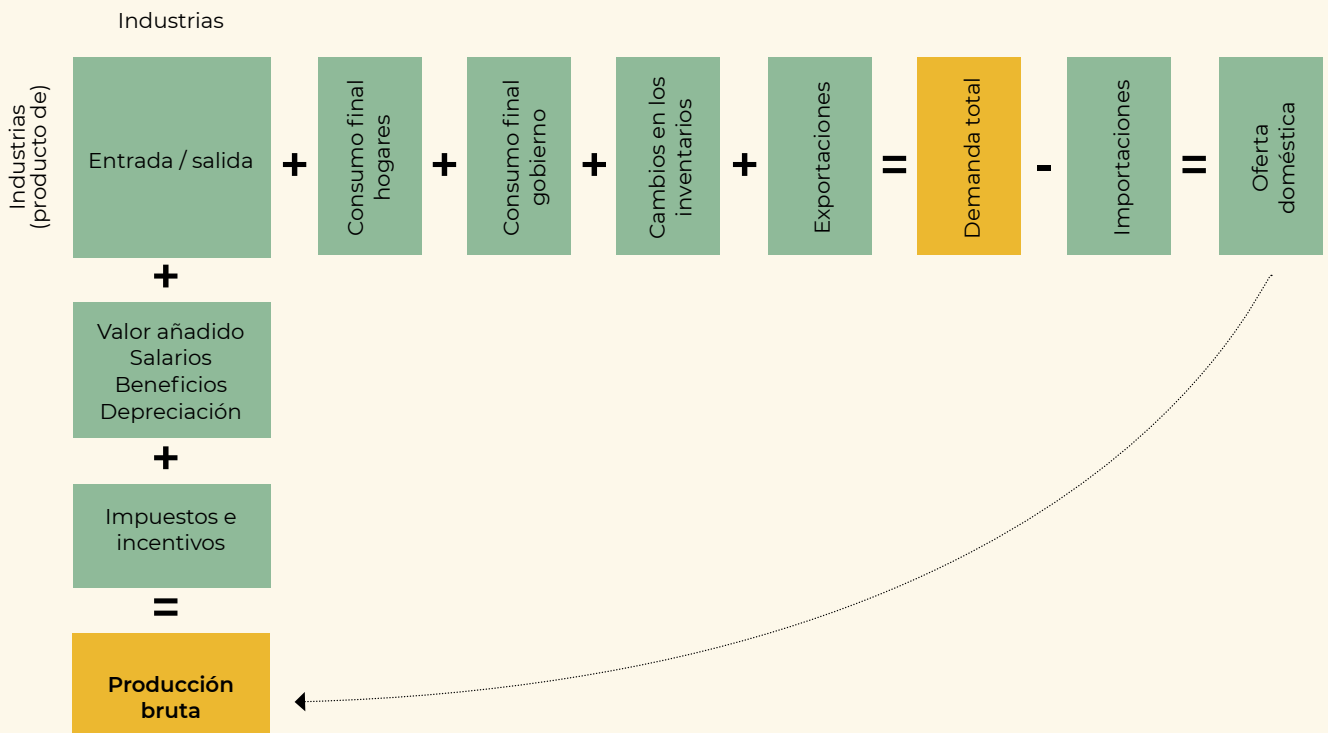 Industrias
Industrias
(producto de)
Entrada / salida
+
Consumo final
hogares
+
Consumo final
gobierno
+
Cambios en los
inventarios
+
Exportaciones
=
Demanda total
-
Importaciones
=
Oferta
doméstica
+
Valor añadido
Salarios
Beneficios
Depreciación
+
Impuestos e
incentivos
=
Producción
bruta